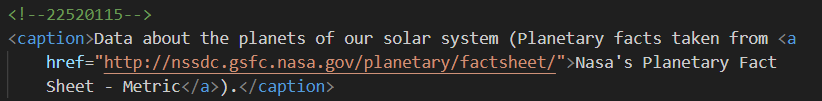 <!--22520115-->
<caption>Data about the planets of our solar system (Planetary facts taken from <a
href="http://nssdc.gsfc.nasa.gov/planetary/factsheet/">Nasa's Planetary Fact
Sheet - Metric</a>).</caption>